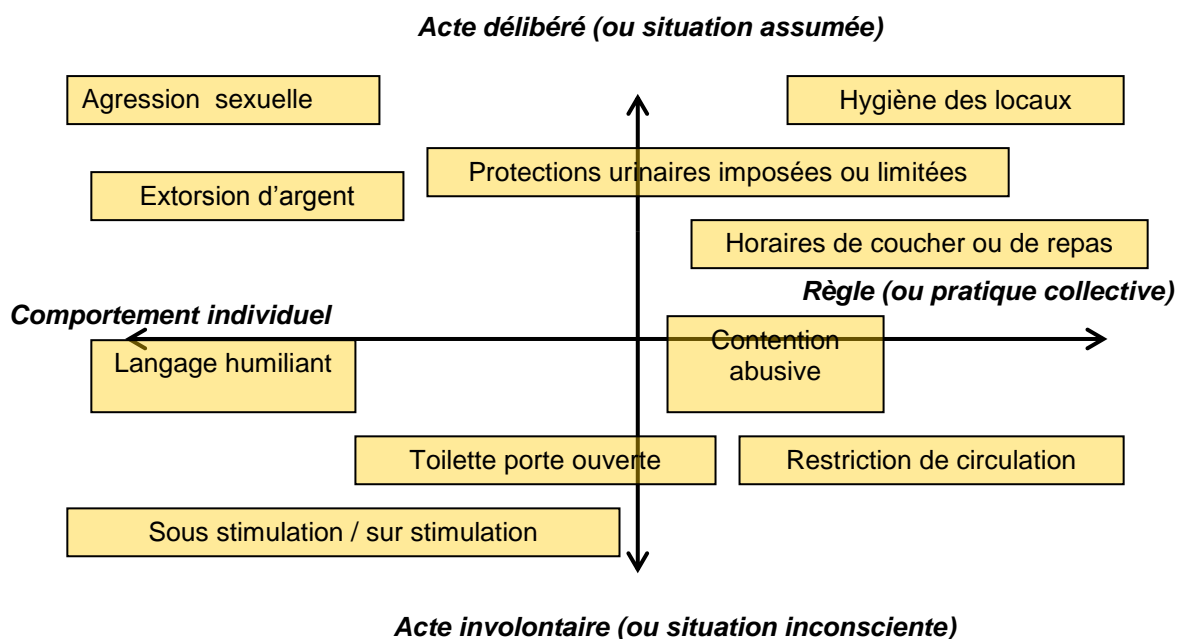 Acte délibéré (ou situation assumée)
Agression sexuelle
Hygiène des locaux
Protections urinaires imposées ou limitées
Extorsion d'argent
Horaires de coucher ou de repas
Règle (ou pratique collective)
Comportement individuel
Langage humiliant
Contention
abusive
Toilette porte ouverte
Restriction de circulation
Sous stimulation / sur stimulation
Acte involontaire (ou situation inconsciente)